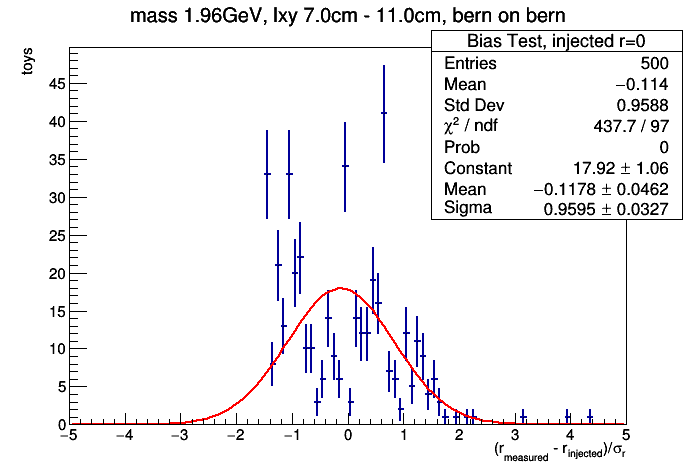 mass 1.96GeV, lxy 7.0cm - 11.0cm, bern on bern
toys
Bias Test, injected r=0
Entries 500
Mean −0.114
Std Dev 0.9588
χ² / ndf 437.7 / 97
Prob 0
Constant 17.92 ± 1.06
Mean −0.1178 ± 0.0462
Sigma 0.9595 ± 0.0327
45
40
35
30
25
20
15
10
5
0
−5 −4 −3 −2 −1 0 1 2 3 4 5
(r_measured - r_injected)/σ_r